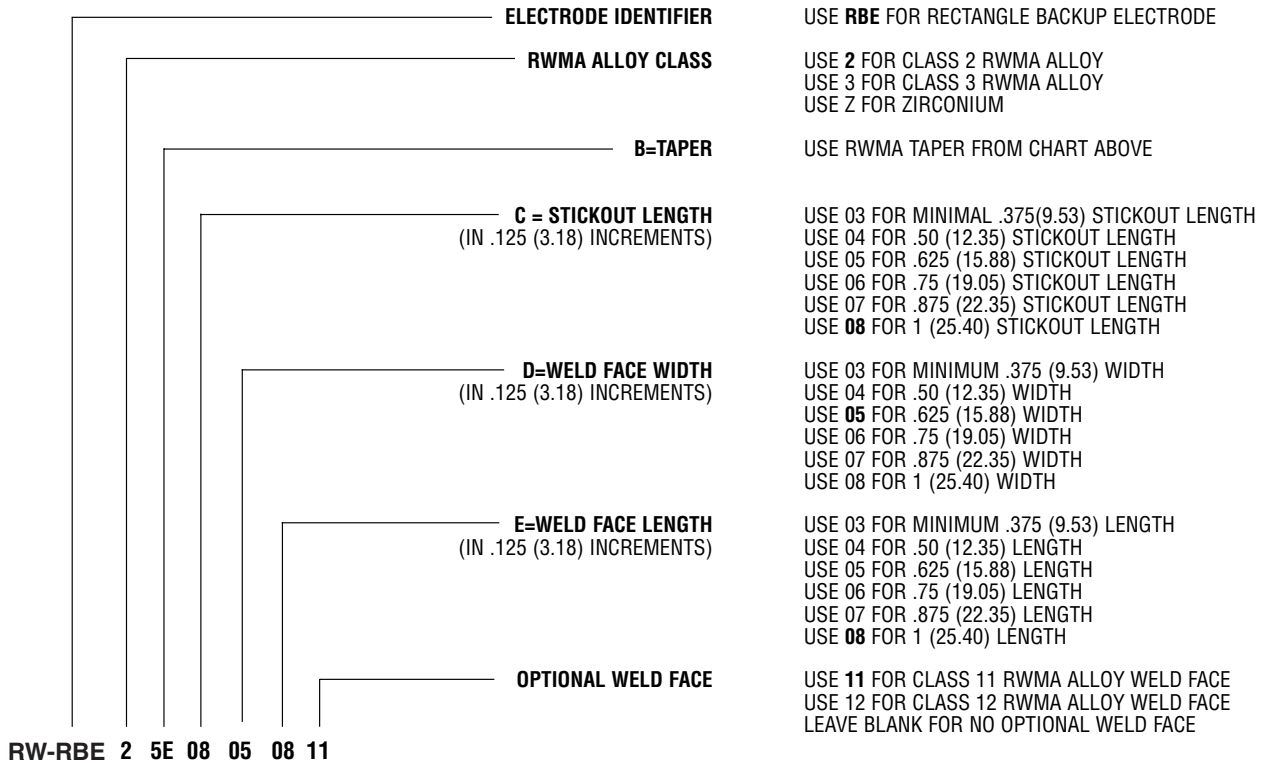 ELECTRODE IDENTIFIER USE RBE FOR RECTANGLE BACKUP ELECTRODE
RWMA ALLOY CLASS USE 2 FOR CLASS 2 RWMA ALLOY
USE 3 FOR CLASS 3 RWMA ALLOY
USE Z FOR ZIRCONIUM
B=TAPER USE RWMA TAPER FROM CHART ABOVE
C = STICKOUT LENGTH USE 03 FOR MINIMAL .375(9.53) STICKOUT LENGTH
(IN .125 (3.18) INCREMENTS) USE 04 FOR .50 (12.35) STICKOUT LENGTH
USE 05 FOR .625 (15.88) STICKOUT LENGTH
USE 06 FOR .75 (19.05) STICKOUT LENGTH
USE 07 FOR .875 (22.35) STICKOUT LENGTH
USE 08 FOR 1 (25.40) STICKOUT LENGTH
D=WELD FACE WIDTH USE 03 FOR MINIMUM .375 (9.53) WIDTH
(IN .125 (3.18) INCREMENTS) USE 04 FOR .50 (12.35) WIDTH
USE 05 FOR .625 (15.88) WIDTH
USE 06 FOR .75 (19.05) WIDTH
USE 07 FOR .875 (22.35) WIDTH
USE 08 FOR 1 (25.40) WIDTH
E=WELD FACE LENGTH USE 03 FOR MINIMUM .375 (9.53) LENGTH
(IN .125 (3.18) INCREMENTS) USE 04 FOR .50 (12.35) LENGTH
USE 05 FOR .625 (15.88) LENGTH
USE 06 FOR .75 (19.05) LENGTH
USE 07 FOR .875 (22.35) LENGTH
USE 08 FOR 1 (25.40) LENGTH
OPTIONAL WELD FACE USE 11 FOR CLASS 11 RWMA ALLOY WELD FACE
USE 12 FOR CLASS 12 RWMA ALLOY WELD FACE
LEAVE BLANK FOR NO OPTIONAL WELD FACE
RW-RBE 2 5E 08 05 08 11